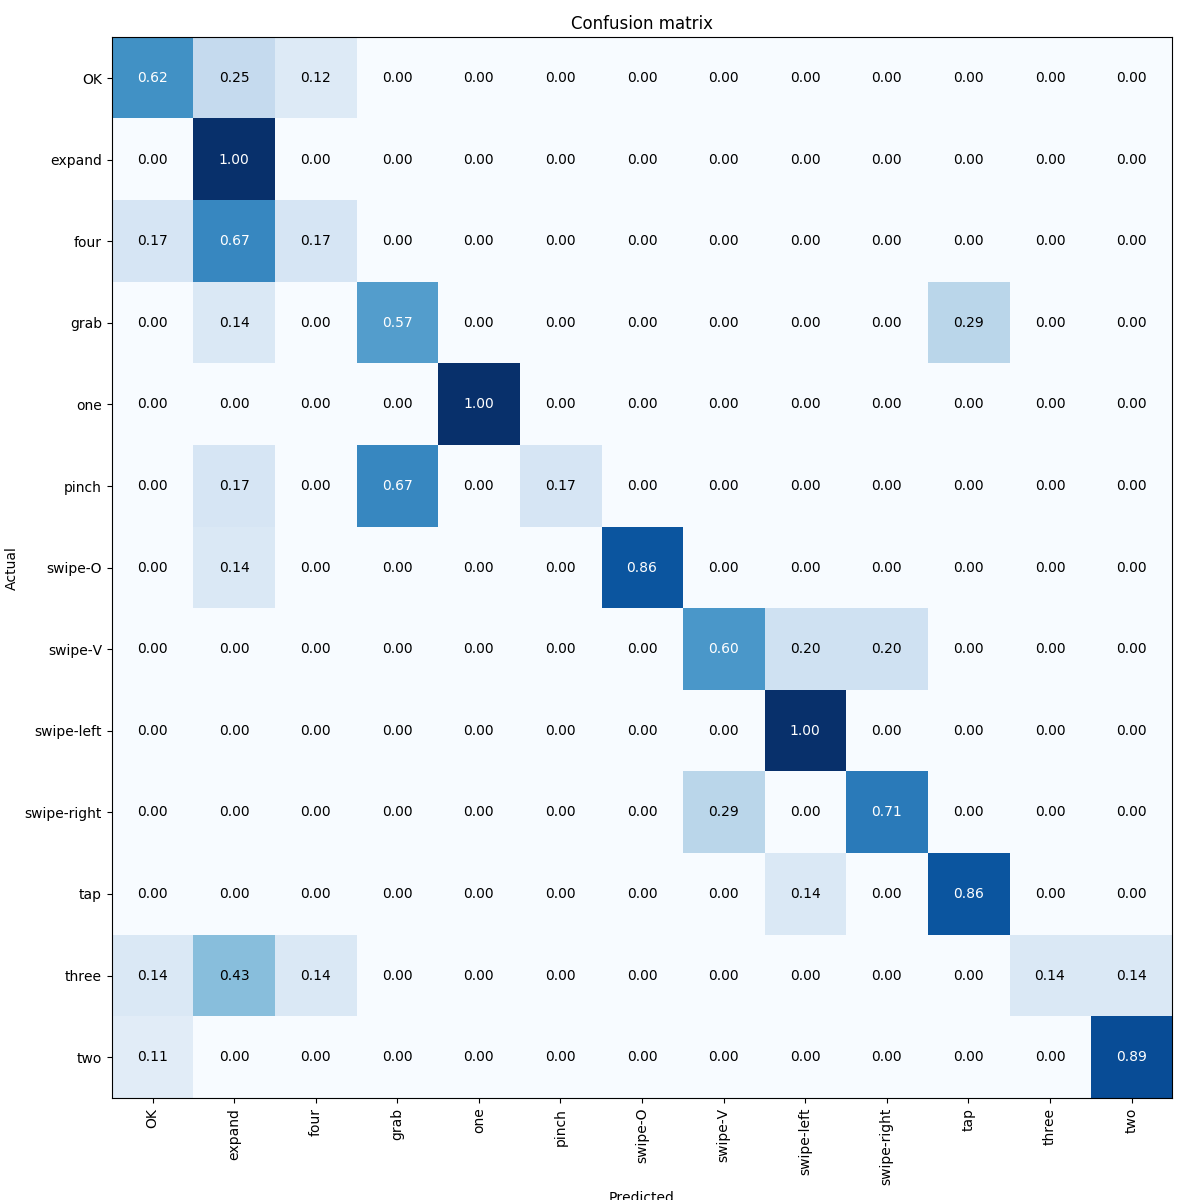 Confusion matrix
OK 0.62 0.25 0.12 0.00 0.00 0.00 0.00 0.00 0.00 0.00 0.00 0.00 0.00
expand 0.00 1.00 0.00 0.00 0.00 0.00 0.00 0.00 0.00 0.00 0.00 0.00 0.00
four 0.17 0.67 0.17 0.00 0.00 0.00 0.00 0.00 0.00 0.00 0.00 0.00 0.00
grab 0.00 0.14 0.00 0.57 0.00 0.00 0.00 0.00 0.00 0.00 0.29 0.00 0.00
one 0.00 0.00 0.00 0.00 1.00 0.00 0.00 0.00 0.00 0.00 0.00 0.00 0.00
pinch 0.00 0.17 0.00 0.67 0.00 0.17 0.00 0.00 0.00 0.00 0.00 0.00 0.00
Actual
swipe-O 0.00 0.14 0.00 0.00 0.00 0.00 0.86 0.00 0.00 0.00 0.00 0.00 0.00
swipe-V 0.00 0.00 0.00 0.00 0.00 0.00 0.00 0.60 0.20 0.20 0.00 0.00 0.00
swipe-left 0.00 0.00 0.00 0.00 0.00 0.00 0.00 0.00 1.00 0.00 0.00 0.00 0.00
swipe-right 0.00 0.00 0.00 0.00 0.00 0.00 0.00 0.29 0.00 0.71 0.00 0.00 0.00
tap 0.00 0.00 0.00 0.00 0.00 0.00 0.00 0.00 0.14 0.00 0.86 0.00 0.00
three 0.14 0.43 0.14 0.00 0.00 0.00 0.00 0.00 0.00 0.00 0.00 0.14 0.14
two 0.11 0.00 0.00 0.00 0.00 0.00 0.00 0.00 0.00 0.00 0.00 0.00 0.89
OK expand four grab one pinch swipe-O swipe-V swipe-left swipe-right tap three two
Predicted